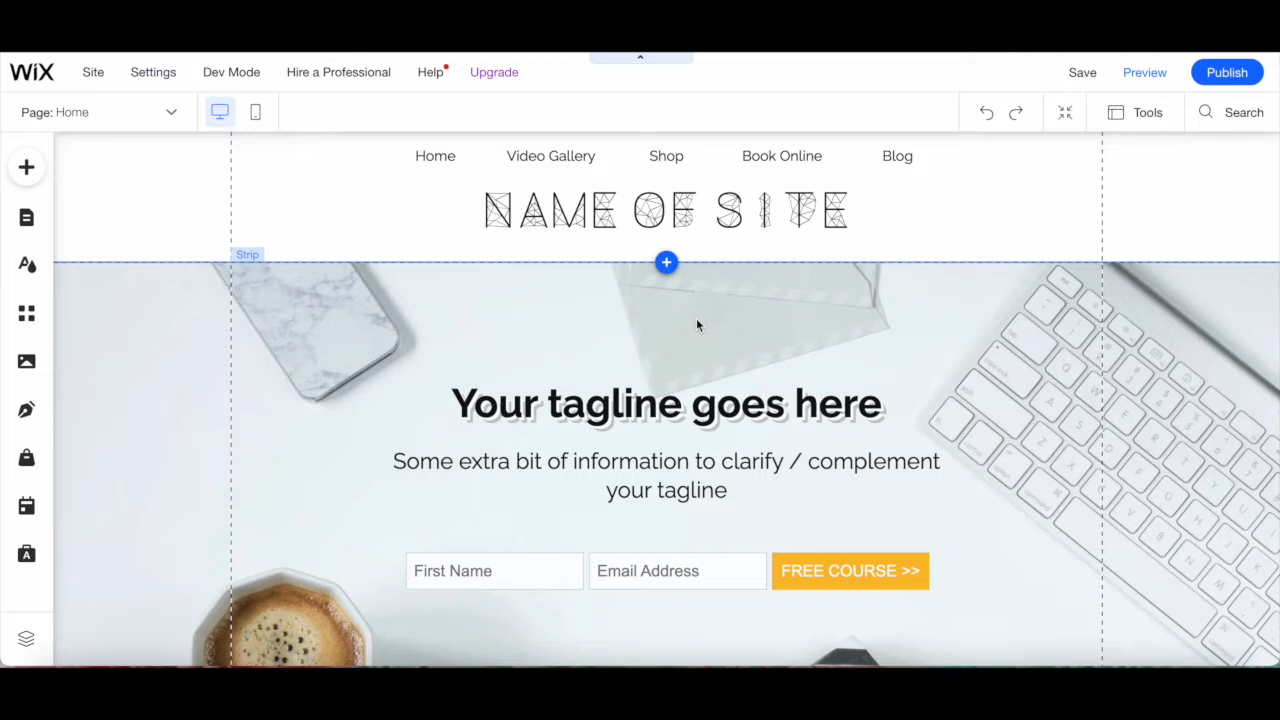 WiX Site Settings Dev Mode Hire a Professional Help Upgrade Save Preview Publish
Page: Home Tools Search
Home Video Gallery Shop Book Online Blog
NAME OF SITE
Strip
Your tagline goes here
Some extra bit of information to clarify / complement
your tagline
First Name Email Address FREE COURSE >>